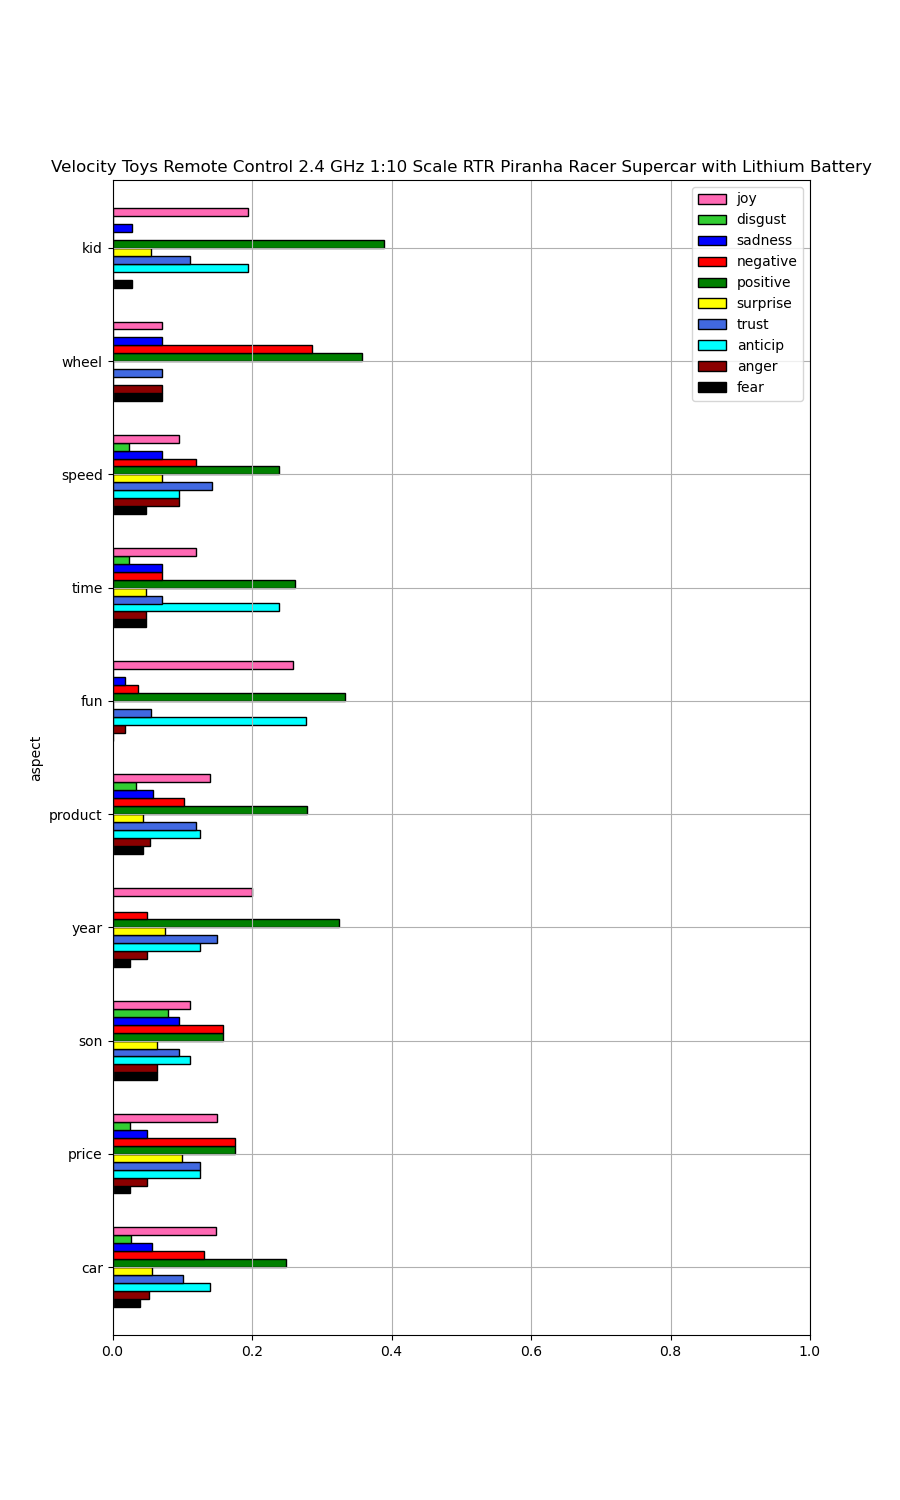 Velocity Toys Remote Control 2.4 GHz 1:10 Scale RTR Piranha Racer Supercar with Lithium Battery
joy
disgust
sadness
negative
positive
surprise
trust
anticip
anger
fear
kid
wheel
speed
time
fun
product
year
son
price
car
aspect
0.0 0.2 0.4 0.6 0.8 1.0